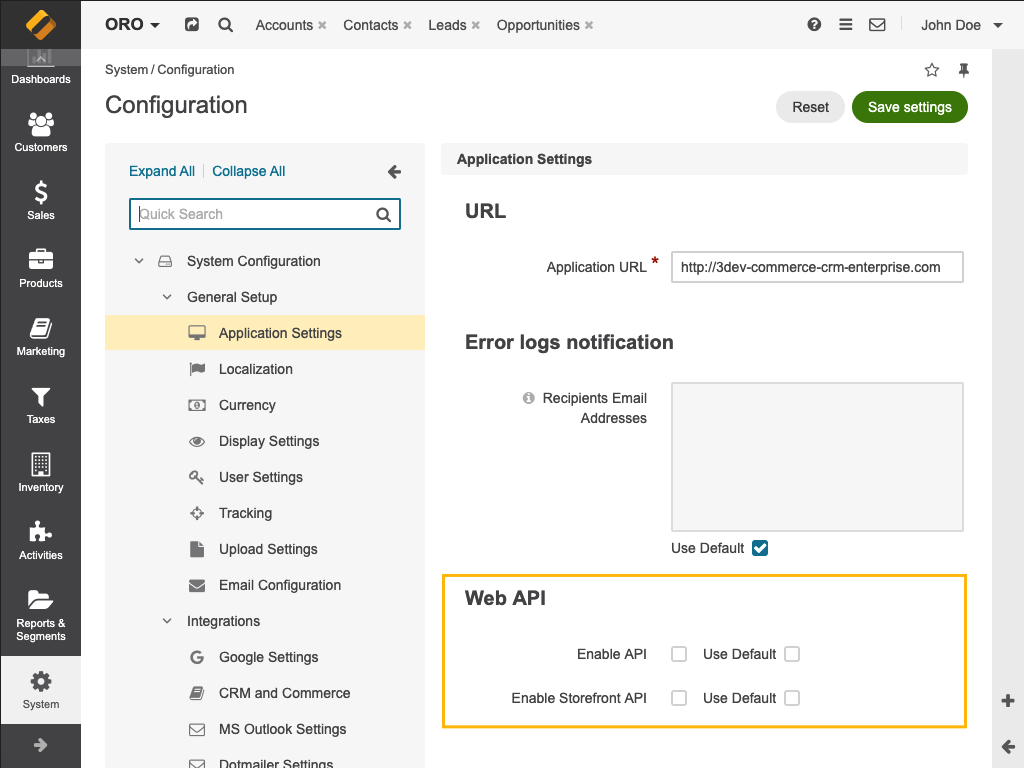 ORO
Accounts
Contacts
Leads
Opportunities
John Doe
Dashboards
Customers
Sales
Products
Marketing
Taxes
Inventory
Activities
Reports &
Segments
System
System / Configuration
Configuration
Reset
Save settings
Expand All
Collapse All
Quick Search
System Configuration
General Setup
Application Settings
Localization
Currency
Display Settings
User Settings
Tracking
Upload Settings
Email Configuration
Integrations
Google Settings
CRM and Commerce
MS Outlook Settings
Dotmailer Settings
Application Settings
URL
Application URL *
http://3dev-commerce-crm-enterprise.com
Error logs notification
Recipients Email
Addresses
Use Default
Web API
Enable API
Use Default
Enable Storefront API
Use Default